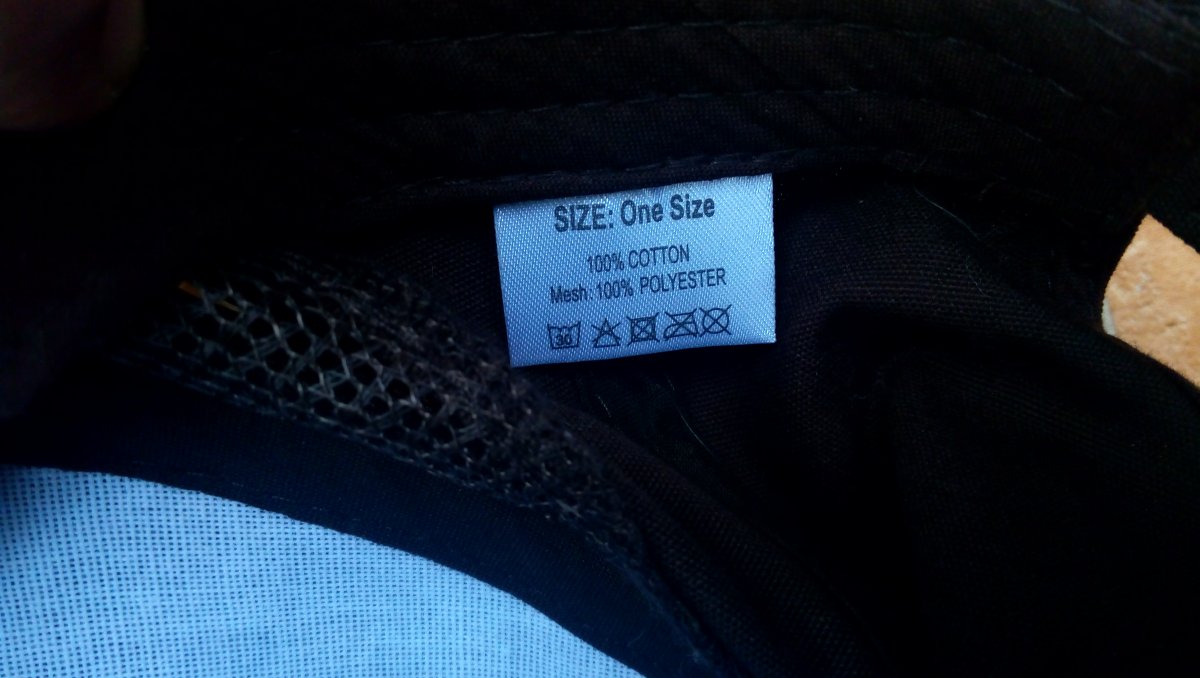 SIZE: One Size
100% COTTON
Mesh: 100% POLYESTER
30